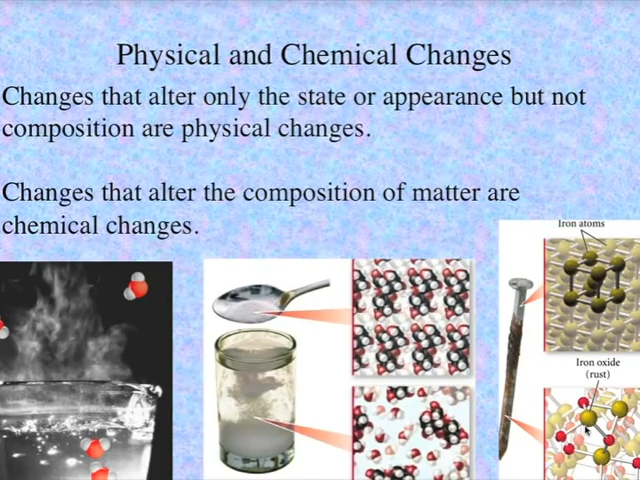 Physical and Chemical Changes
Changes that alter only the state or appearance but not
composition are physical changes.
Changes that alter the composition of matter are
chemical changes.
Iron atoms
Iron oxide
(rust)